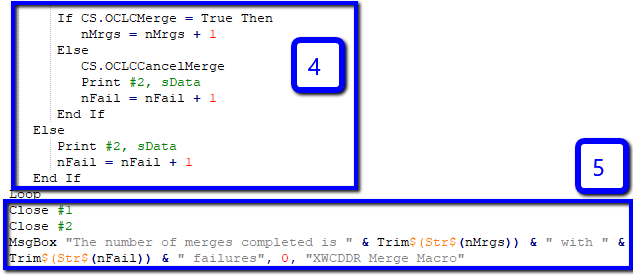 If CS.OCLCMerge = True Then
nMrgs = nMrgs + 1
Else
CS.OCLCCancelMerge
Print #2, sData
nFail = nFail + 1
End If
Else
Print #2, sData
nFail = nFail + 1
End If
4
5
Loop
Close #1
Close #2
MsgBox "The number of merges completed is " & Trim$(Str$(nMrgs)) & " with " &
Trim$(Str$(nFail)) & " failures", 0, "XWCDDR Merge Macro"